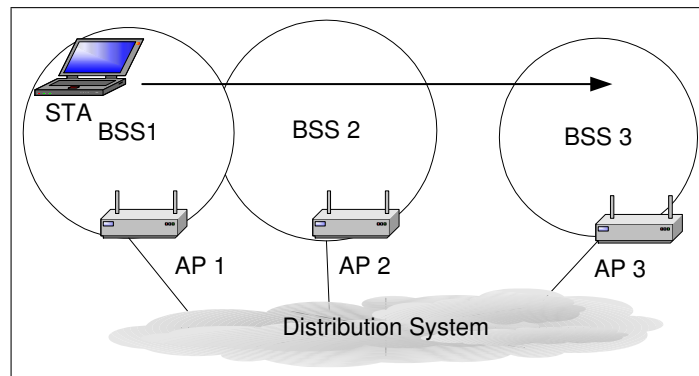 STA
BSS1
BSS 2
BSS 3
AP 1
AP 2
AP 3
Distribution System